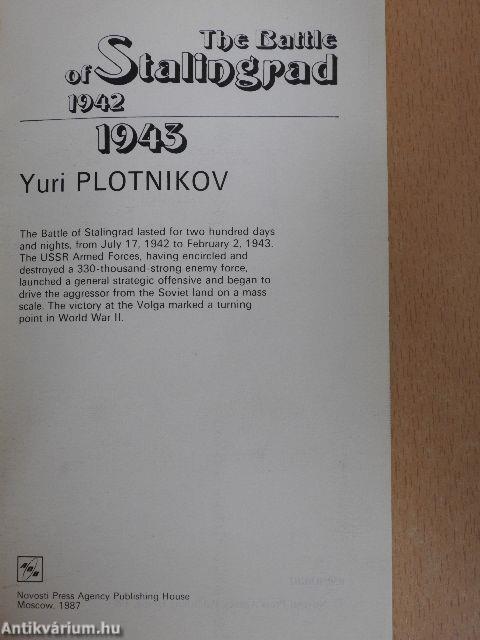 The Battle
of Stalingrad
1942
1943
Yuri PLOTNIKOV
The Battle of Stalingrad lasted for two hundred days
and nights, from July 17, 1942 to February 2, 1943.
The USSR Armed Forces, having encircled and
destroyed a 330-thousand-strong enemy force,
launched a general strategic offensive and began to
drive the aggressor from the Soviet land on a mass
scale. The victory at the Volga marked a turning
point in World War II.
Novosti Press Agency Publishing House
Moscow, 1987
Antikvárium.hu